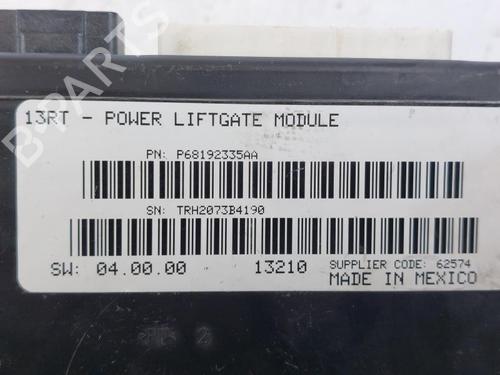 13RT - POWER LIFTGATE MODULE
PN: P68192335AA
SN: TRH2073B4190
SW: 04.00.00 13210 SUPPLIER CODE: 62574
MADE IN MEXICO
B-PARTS